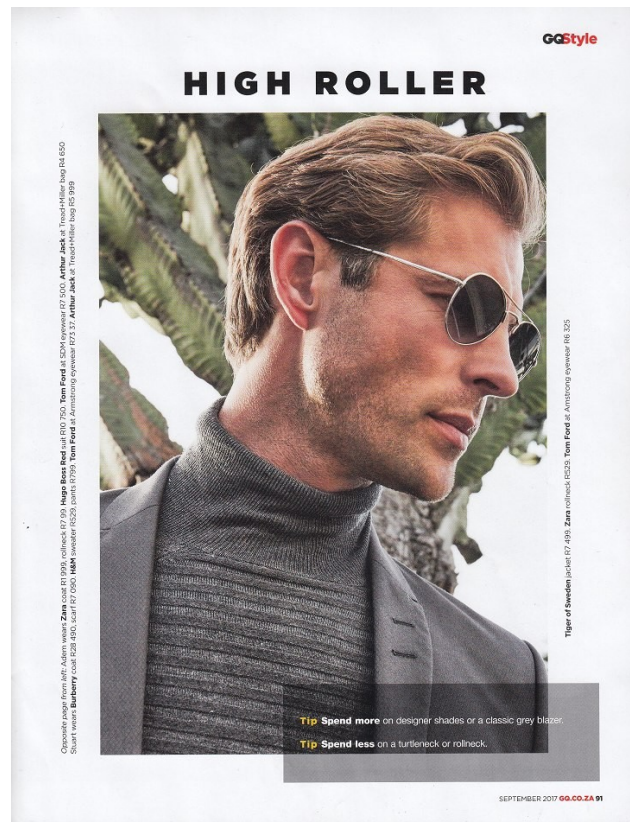 GQStyle
HIGH ROLLER
Opposite page from left: Adem wears Zara coat R1 999, rollneck R7 99. Hugo Boss Red suit R10 750. Tom Ford at SDM eyewear R7 500. Arthur Jack at Tread+Miller bag R4 650
Stuart wears Burberry coat R28 490, scarf R7 090. H&M sweater R529, pants R799. Tom Ford at Armstrong eyewear R73 37. Arthur Jack at Tread+Miller bag R5 999
Tiger of Sweden jacket R7 499. Zara rollneck R529. Tom Ford at Armstrong eyewear R6 325
Tip Spend more on designer shades or a classic grey blazer.
Tip Spend less on a turtleneck or rollneck.
SEPTEMBER 2017 GQ.CO.ZA 91